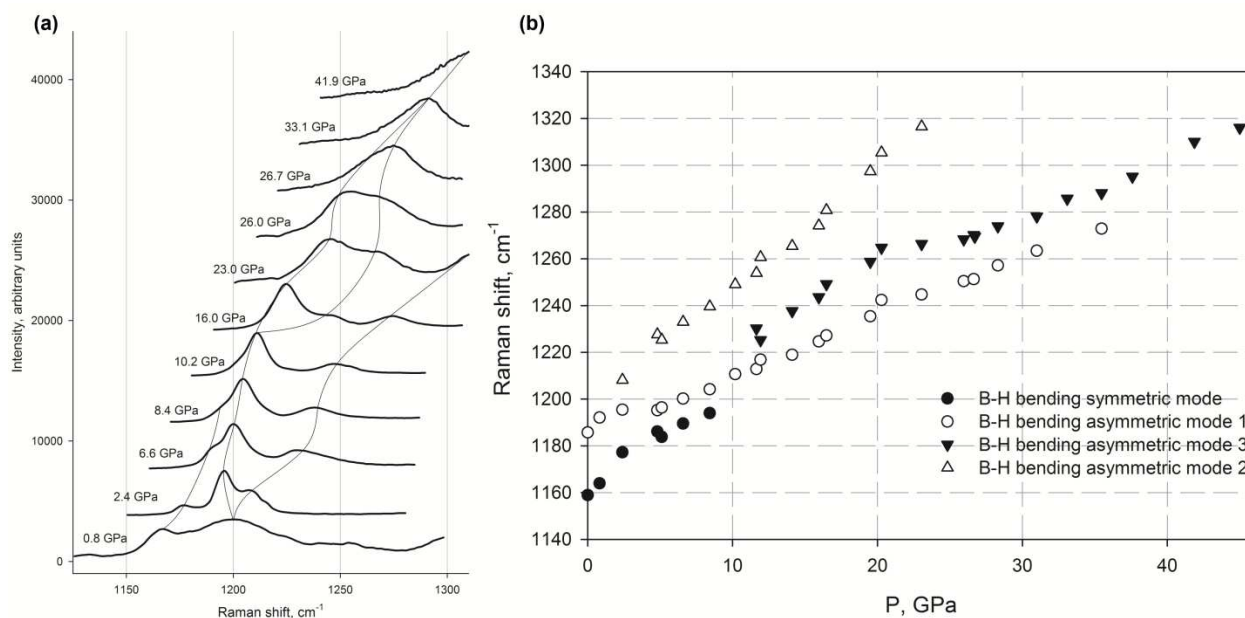 (a)
40000
30000
20000
10000
0
Intensity, arbitrary units
41.9 GPa
33.1 GPa
26.7 GPa
26.0 GPa
23.0 GPa
16.0 GPa
10.2 GPa
8.4 GPa
6.6 GPa
2.4 GPa
0.8 GPa
1150 1200 1250 1300
Raman shift, cm-1
(b)
1340
1320
1300
1280
1260
1240
1220
1200
1180
1160
1140
Raman shift, cm-1
B-H bending symmetric mode
B-H bending asymmetric mode 1
B-H bending asymmetric mode 3
B-H bending asymmetric mode 2
0 10 20 30 40
P, GPa